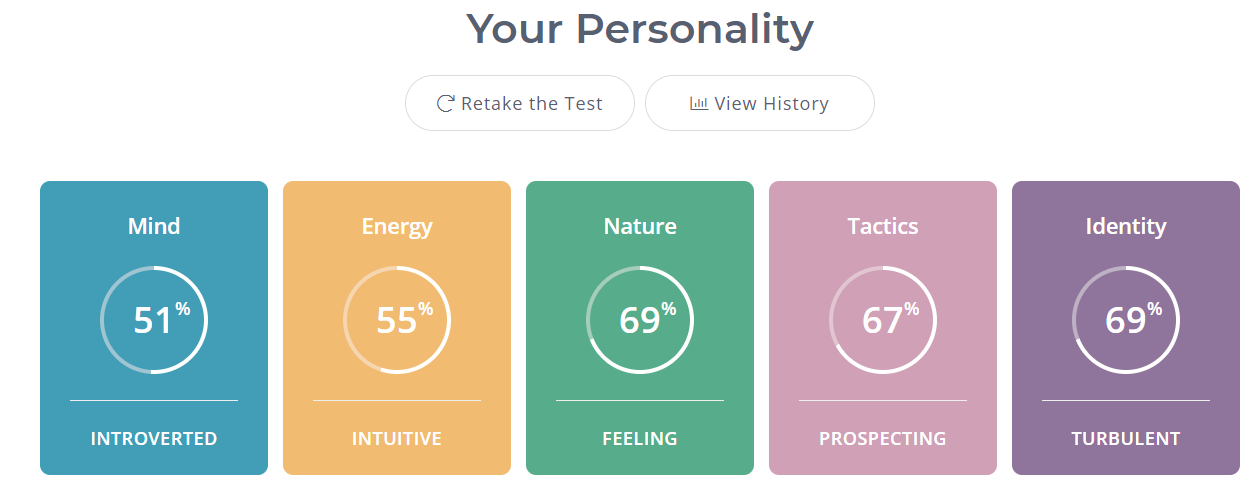 Your Personality
Retake the Test
View History
Mind
51%
INTROVERTED
Energy
55%
INTUITIVE
Nature
69%
FEELING
Tactics
67%
PROSPECTING
Identity
69%
TURBULENT